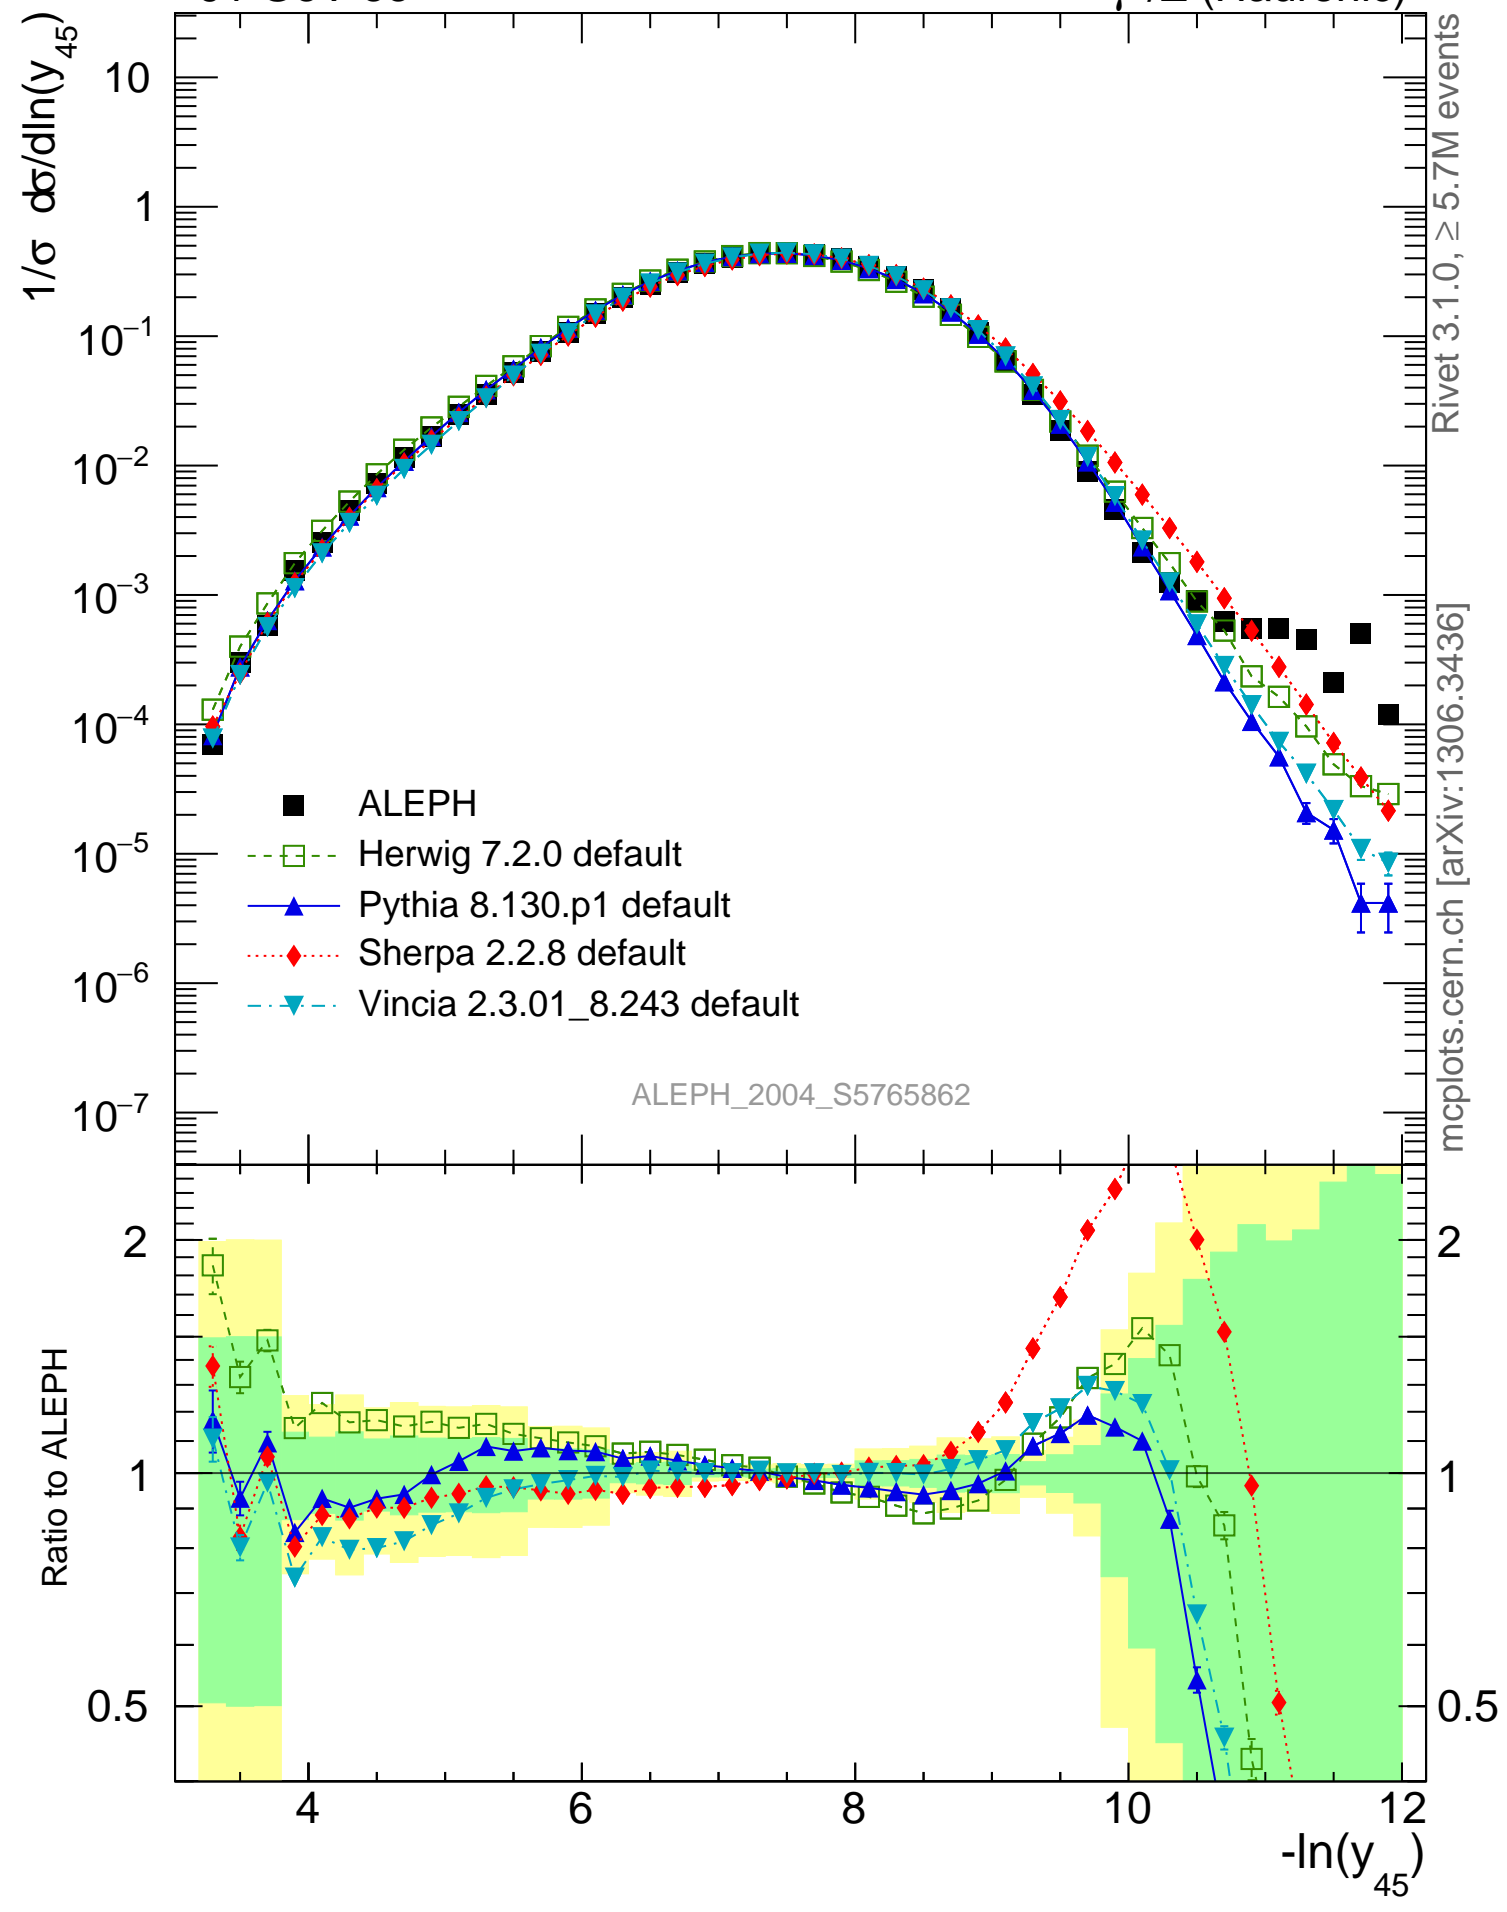 1/σ dσ/dln(y45)
10
1
10−1
10−2
10−3
10−4
10−5
10−6
10−7
ALEPH
Herwig 7.2.0 default
Pythia 8.130.p1 default
Sherpa 2.2.8 default
Vincia 2.3.01_8.243 default
ALEPH_2004_S5765862
Rivet 3.1.0, ≥ 5.7M events
mcplots.cern.ch [arXiv:1306.3436]
Ratio to ALEPH
2
1
0.5
2
1
0.5
4 6 8 10 12
-ln(y45)